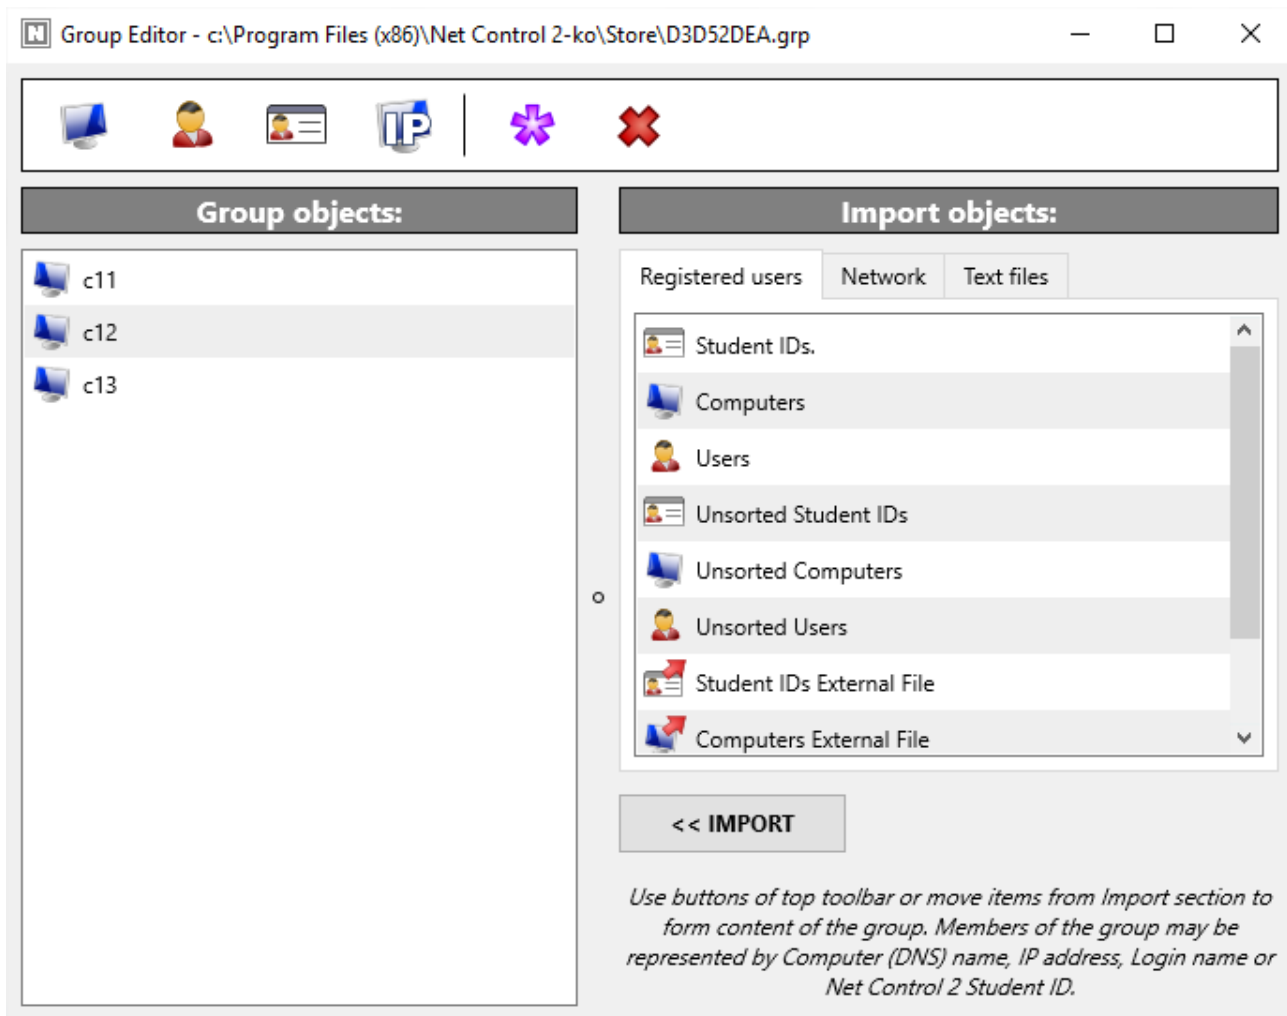 Group Editor - c:\Program Files (x86)\Net Control 2-ko\Store\D3D52DEA.grp
IP
Group objects:
c11
c12
c13
Import objects:
Registered users
Network
Text files
Student IDs.
Computers
Users
Unsorted Student IDs
Unsorted Computers
Unsorted Users
Student IDs External File
Computers External File
<< IMPORT
Use buttons of top toolbar or move items from Import section to
form content of the group. Members of the group may be
represented by Computer (DNS) name, IP address, Login name or
Net Control 2 Student ID.